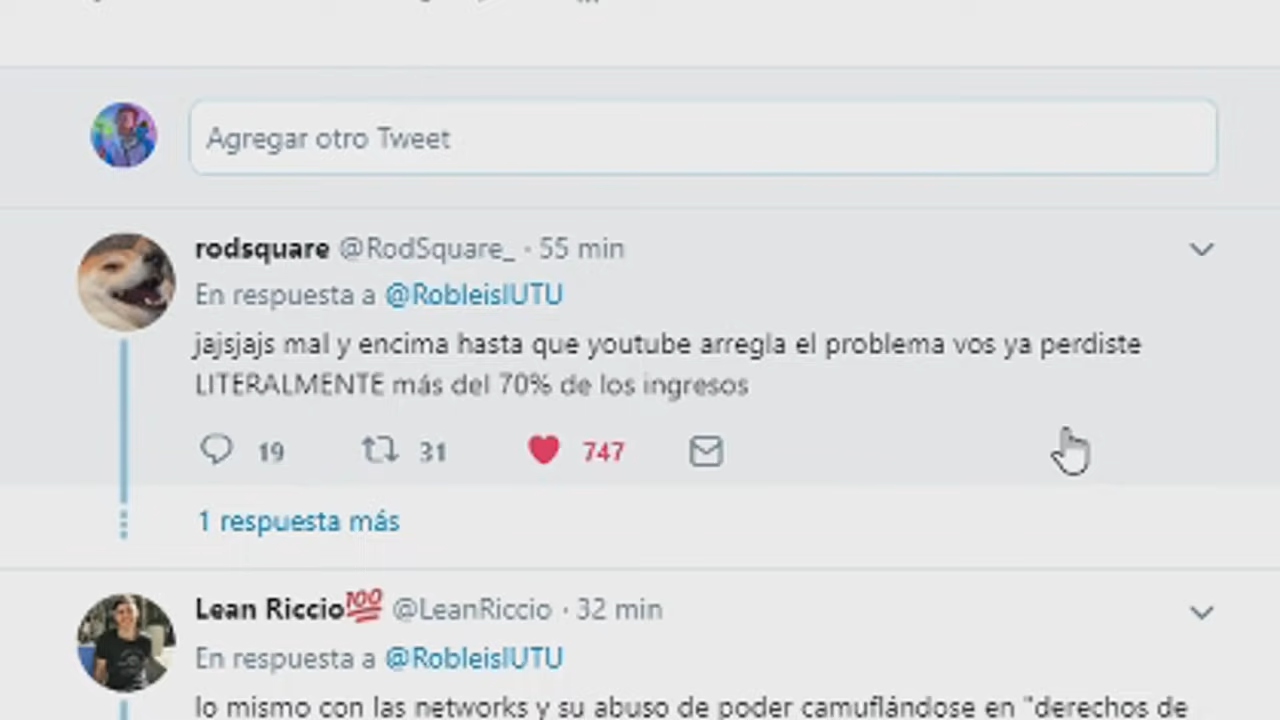 Agregar otro Tweet
rodsquare @RodSquare_ · 55 min
En respuesta a @RobleisIUTU
jajsjajs mal y encima hasta que youtube arregla el problema vos ya perdiste
LITERALMENTE más del 70% de los ingresos
19 31 747
1 respuesta más
Lean Riccio💯 @LeanRiccio · 32 min
En respuesta a @RobleisIUTU
lo mismo con las networks y su abuso de poder camuflándose en "derechos de